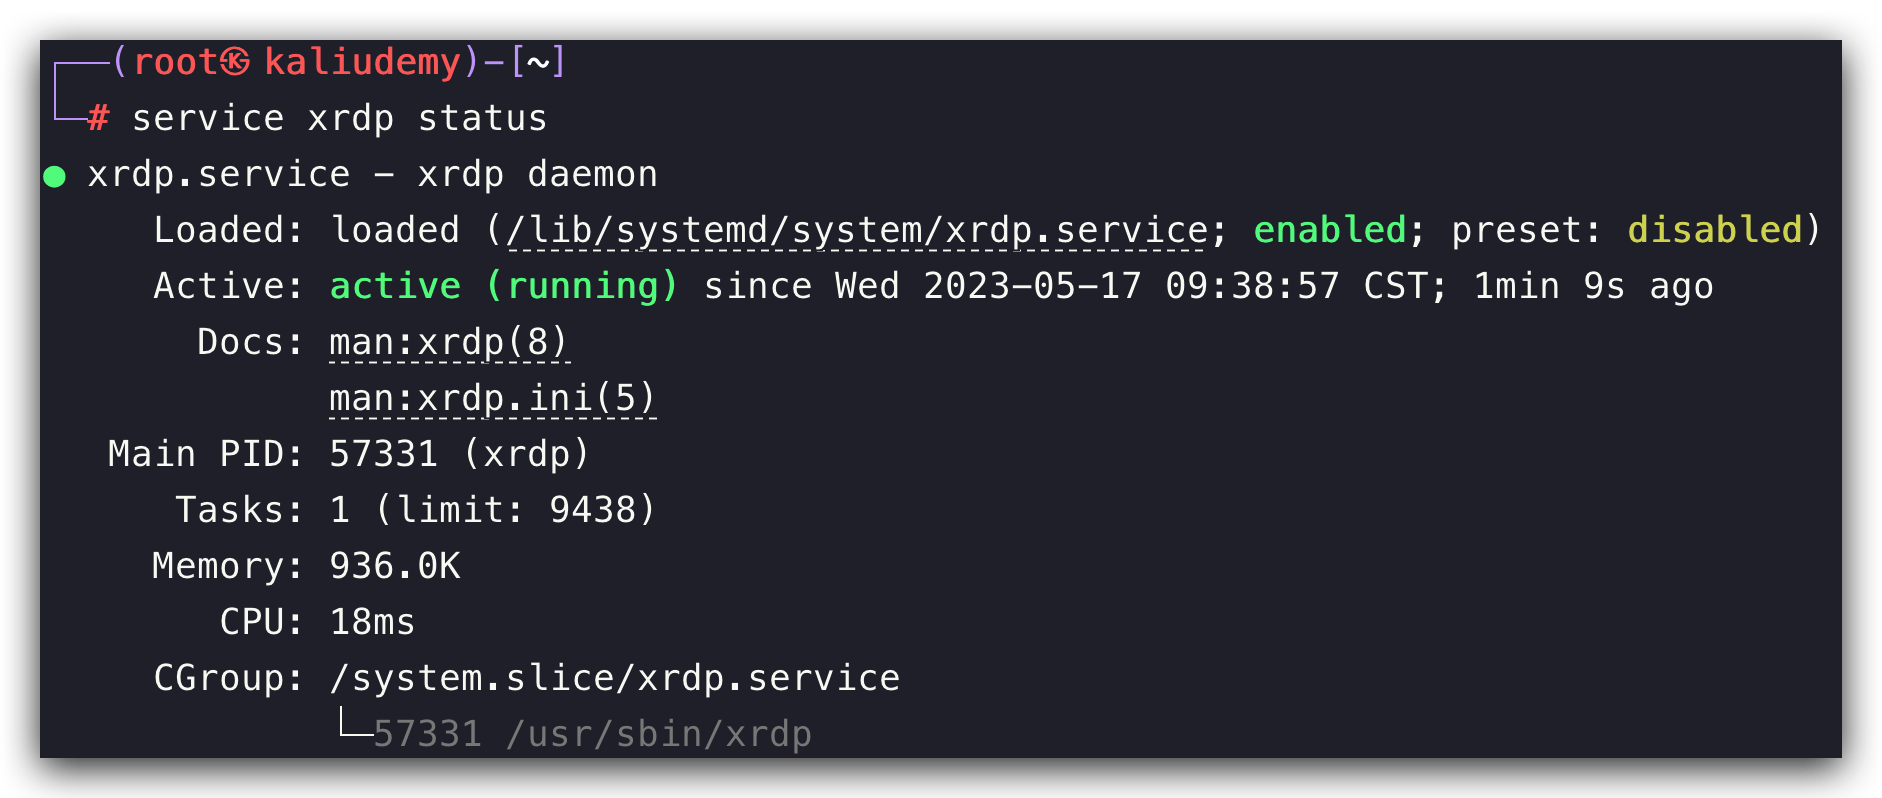 ┌──(root㉿kaliudemy)-[~]
└─# service xrdp status
● xrdp.service - xrdp daemon
     Loaded: loaded (/lib/systemd/system/xrdp.service; enabled; preset: disabled)
     Active: active (running) since Wed 2023-05-17 09:38:57 CST; 1min 9s ago
       Docs: man:xrdp(8)
             man:xrdp.ini(5)
   Main PID: 57331 (xrdp)
      Tasks: 1 (limit: 9438)
     Memory: 936.0K
        CPU: 18ms
     CGroup: /system.slice/xrdp.service
             └─57331 /usr/sbin/xrdp